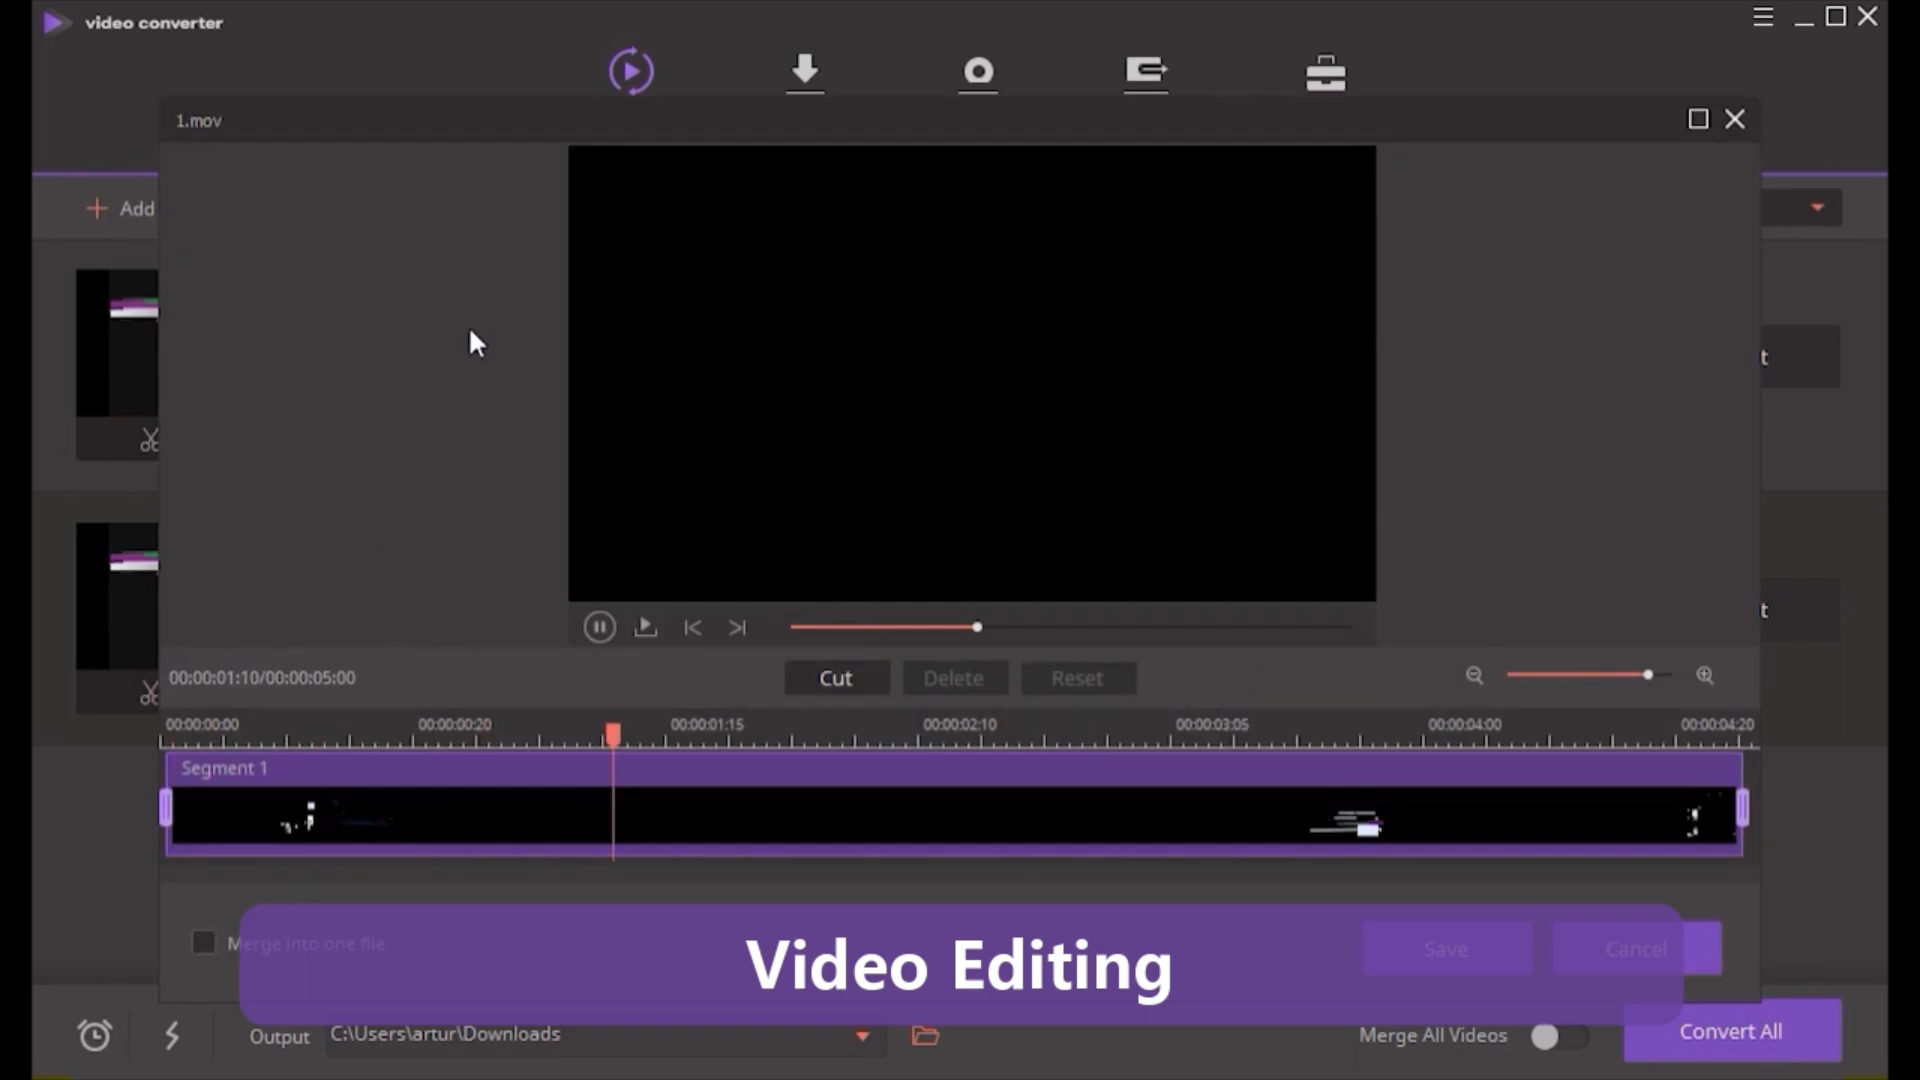 video converter
1.mov
Add
t
t
00:00:01:10/00:00:05:00
Cut
Delete
Reset
00:00:00:00
00:00:00:20
00:00:01:15
00:00:02:10
00:00:03:05
00:00:04:00
00:00:04:20
Segment 1
Merge into one file
Save
Cancel
Video Editing
Output
C:\Users\artur\Downloads
Merge All Videos
Convert All